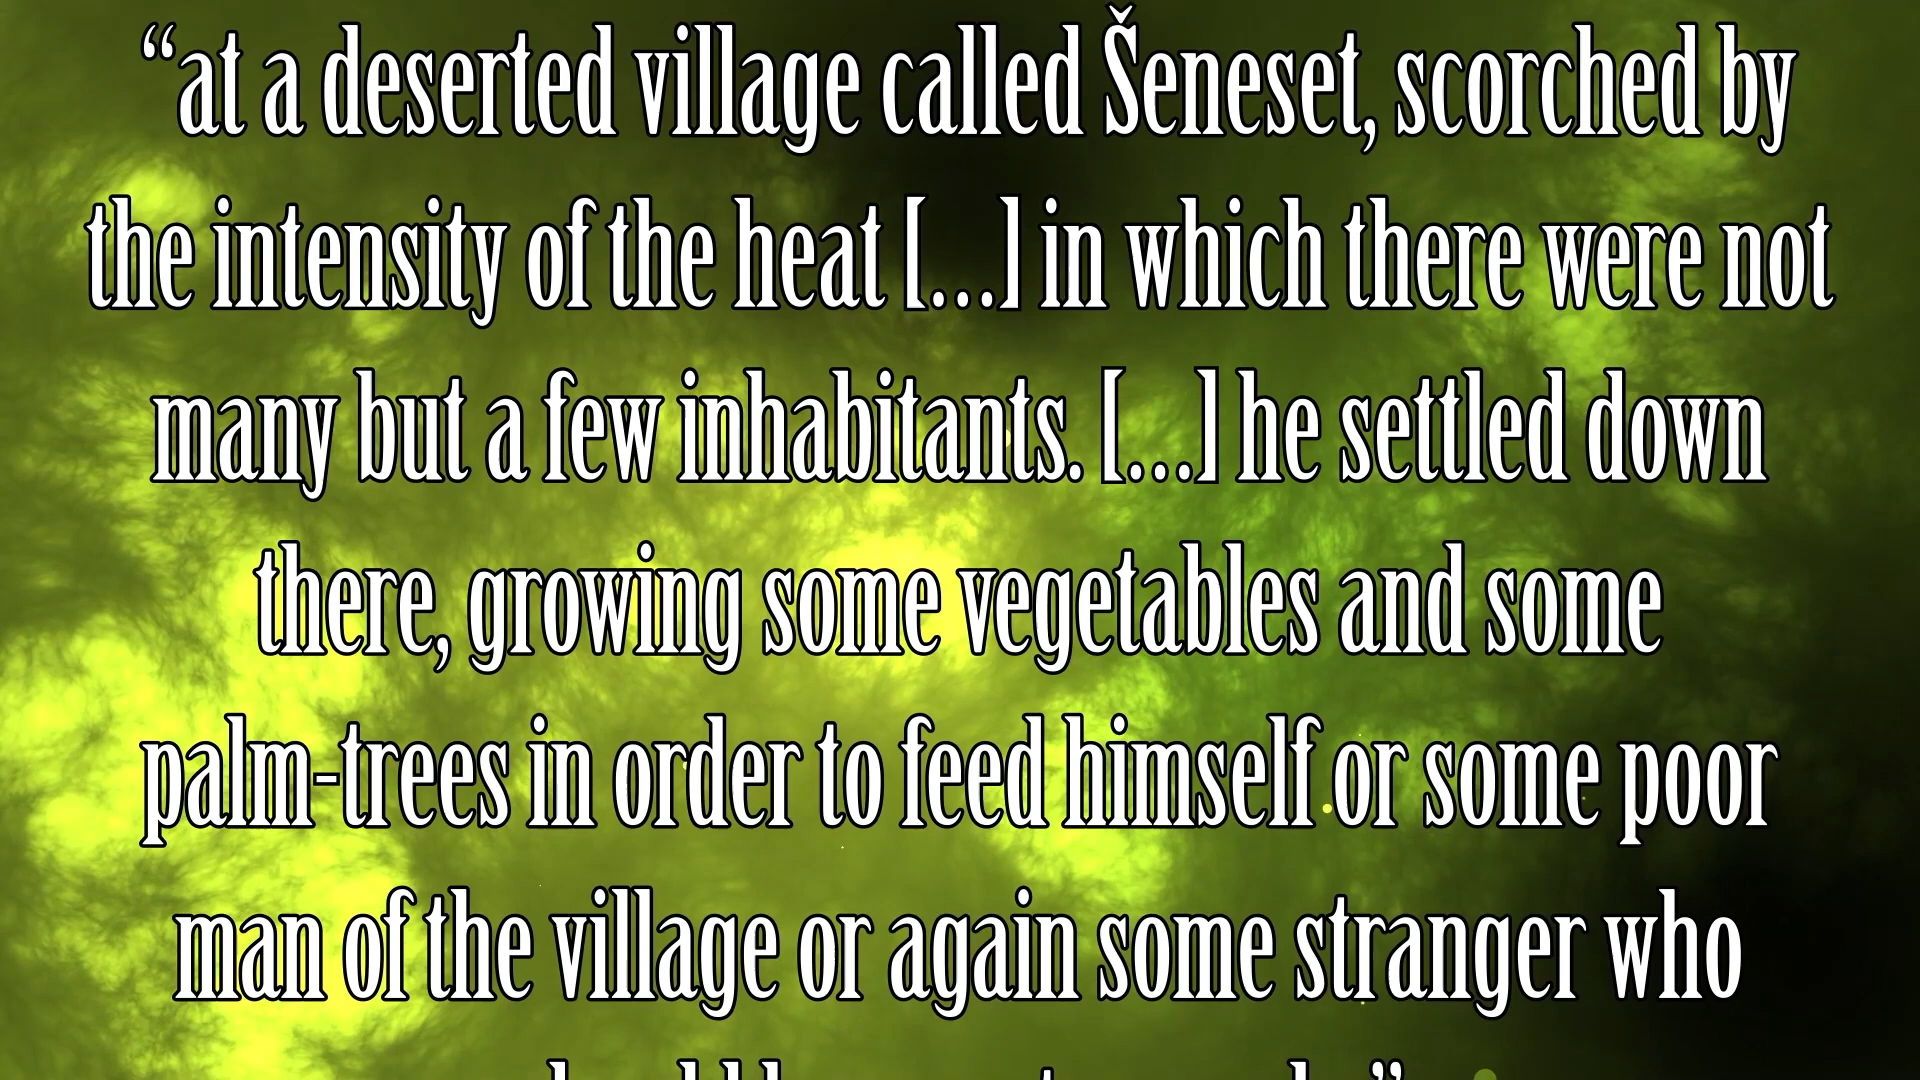 “at a deserted village called Šeneset, scorched by
the intensity of the heat […] in which there were not
many but a few inhabitants. […] he settled down
there, growing some vegetables and some
palm-trees in order to feed himself or some poor
man of the village or again some stranger who